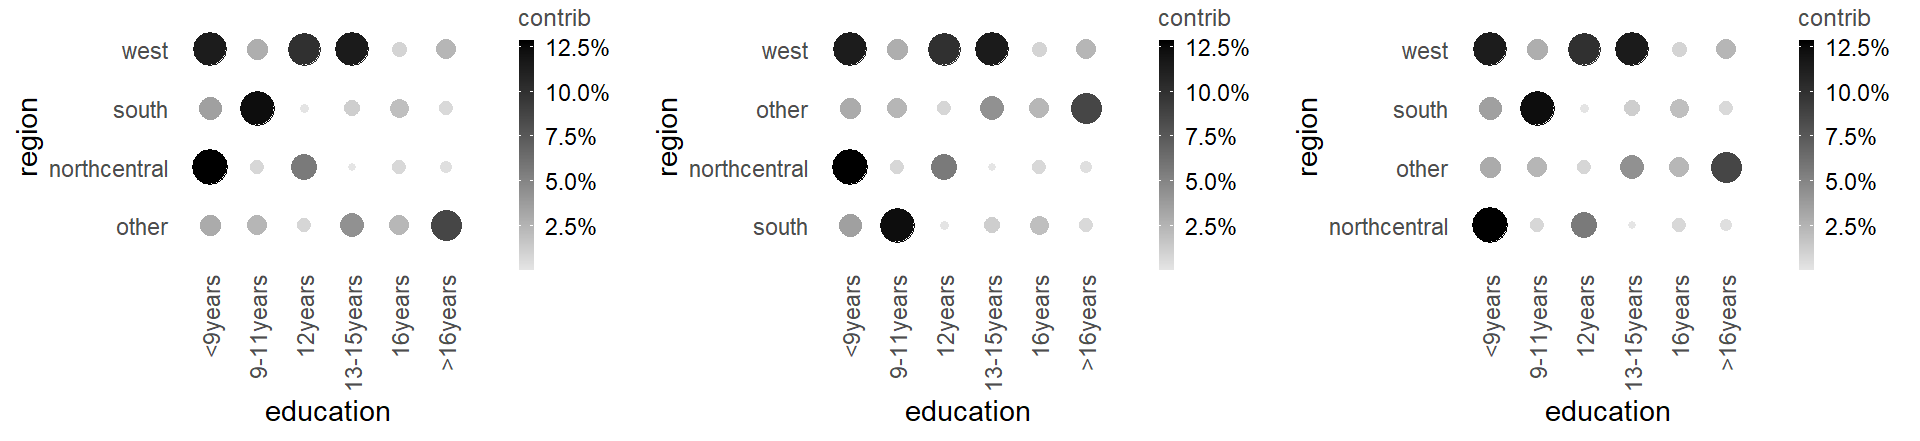 contrib
12.5%
10.0%
7.5%
5.0%
2.5%
region
west
south
northcentral
other
<9years
9-11years
12years
13-15years
16years
>16years
education
contrib
12.5%
10.0%
7.5%
5.0%
2.5%
region
west
other
northcentral
south
<9years
9-11years
12years
13-15years
16years
>16years
education
contrib
12.5%
10.0%
7.5%
5.0%
2.5%
region
west
south
other
northcentral
<9years
9-11years
12years
13-15years
16years
>16years
education